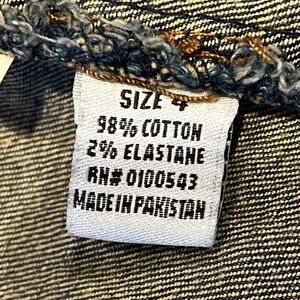 SIZE 4
98% COTTON
2% ELASTANE
RN# 0100543
MADE IN PAKISTAN